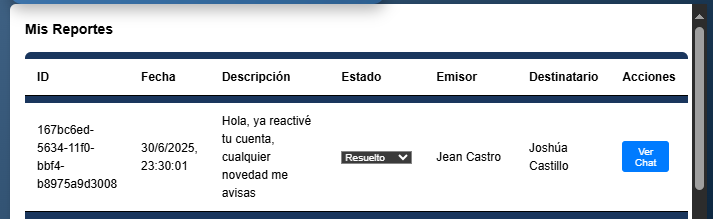 Mis Reportes
ID Fecha Descripción Estado Emisor Destinatario Acciones
167bc6ed-
5634-11f0-
bbf4-
b8975a9d3008
30/6/2025,
23:30:01
Hola, ya reactivé
tu cuenta,
cualquier
novedad me
avisas
Resuelto
Jean Castro
Joshúa
Castillo
Ver
Chat